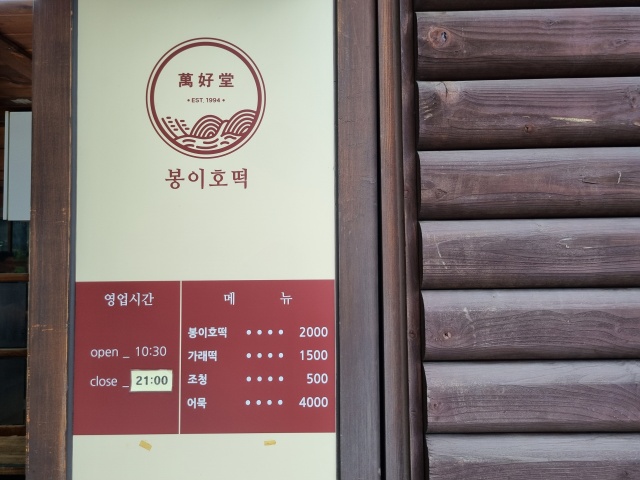 萬好堂
•EST. 1994•
봉이호떡
영업시간
open _ 10:30
close _ 21:00
메 뉴
봉이호떡 •••• 2000
가래떡 •••• 1500
조청 •••• 500
어묵 •••• 4000